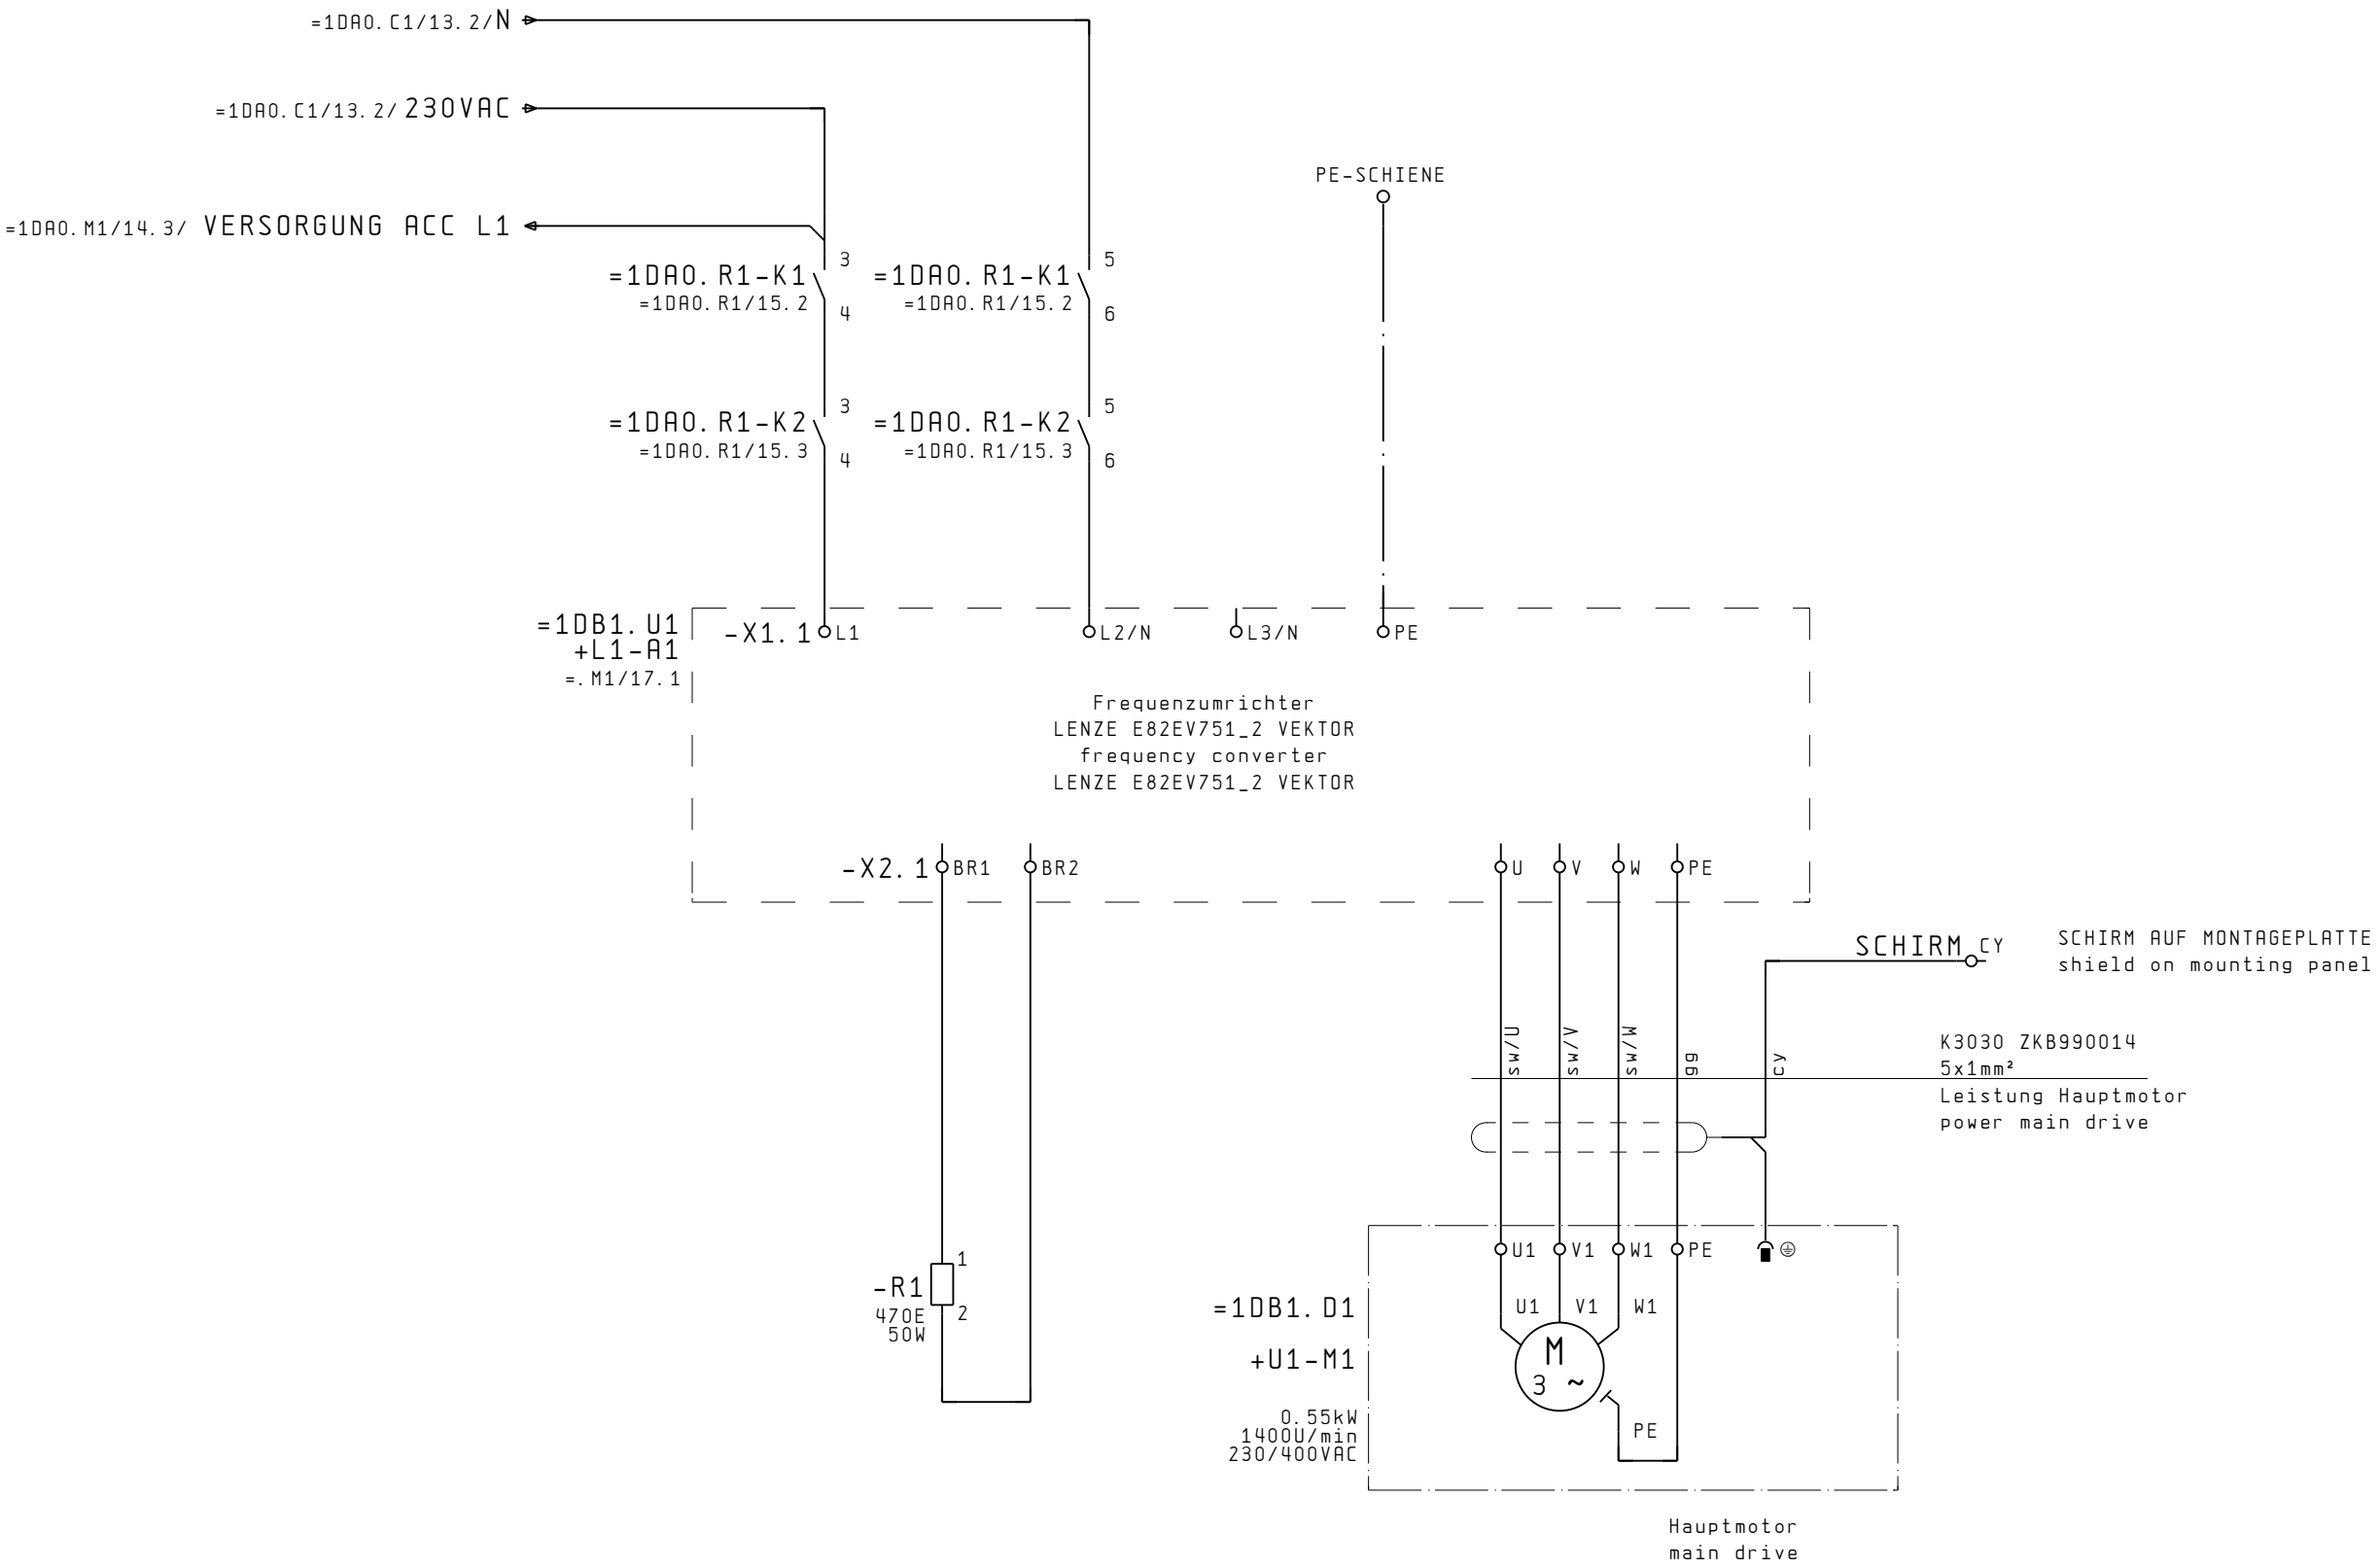 =1DA0.C1/13.2/N
=1DA0.C1/13.2/ 230VAC
PE-SCHIENE
=1DA0.M1/14.3/ VERSORGUNG ACC L1
3
5
=1DA0.R1-K1
=1DA0.R1-K1
=1DA0.R1/15.2
=1DA0.R1/15.2
4
6
3
5
=1DA0.R1-K2
=1DA0.R1-K2
=1DA0.R1/15.3
=1DA0.R1/15.3
4
6
=1DB1.U1
+L1-A1
=.M1/17.1
-X1.1 L1
L2/N
L3/N
PE
Frequenzumrichter
LENZE E82EV751_2 VEKTOR
frequency converter
LENZE E82EV751_2 VEKTOR
-X2.1 BR1
BR2
U
V
W
PE
SCHIRM CY
SCHIRM AUF MONTAGEPLATTE
shield on mounting panel
sw/U
sw/V
sw/W
gg
cy
K3030 ZKB990014
5x1mm²
Leistung Hauptmotor
power main drive
U1
V1
W1
PE
1
-R1
470E
50W
2
=1DB1.D1
+U1-M1
U1
V1
W1
M
3 ~
0.55kW
1400U/min
230/400VAC
PE
Hauptmotor
main drive